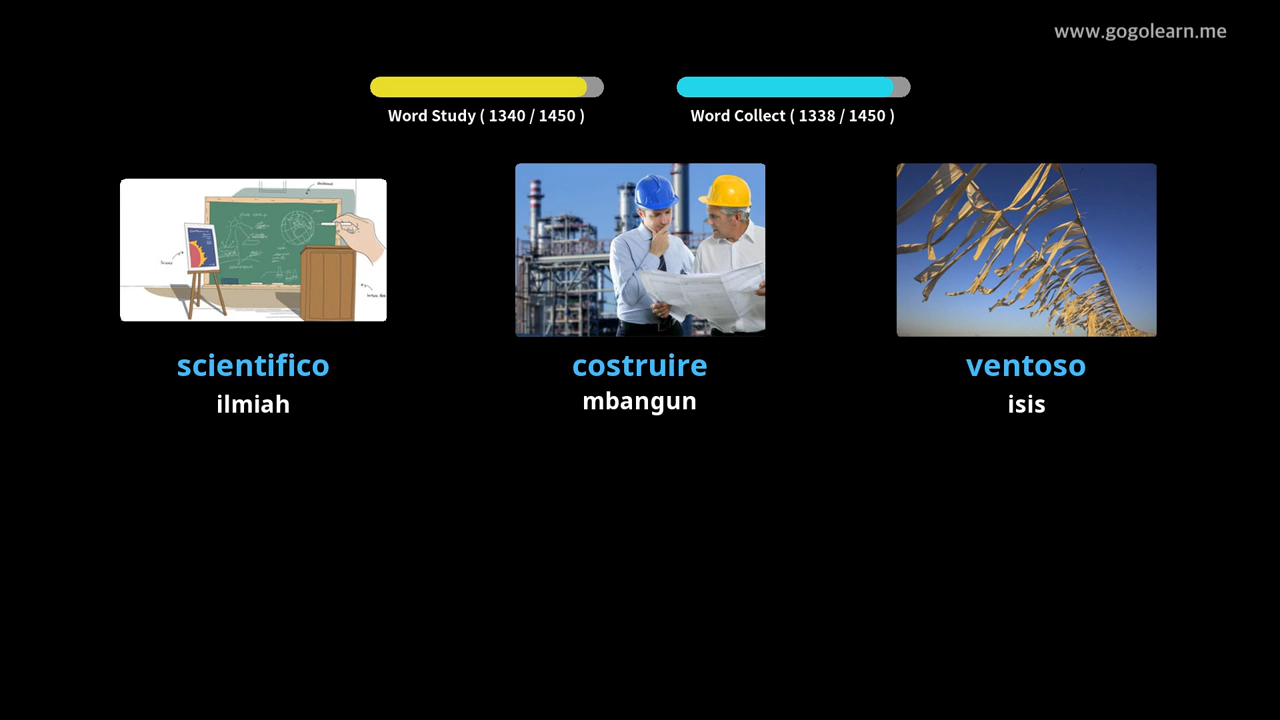 www.gogolearn.me
Word Study ( 1340 / 1450 )
Word Collect ( 1338 / 1450 )
scientifico
ilmiah
costruire
mbangun
ventoso
isis